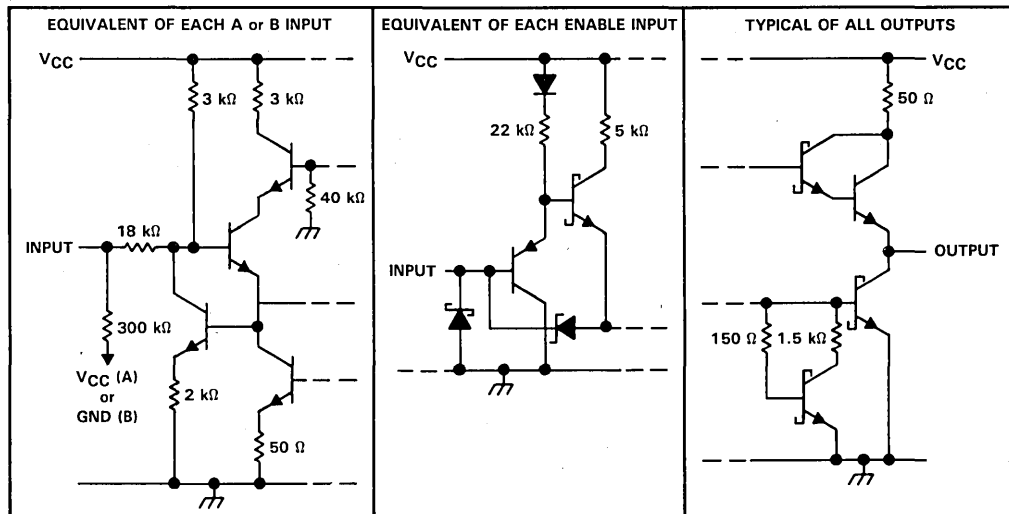 EQUIVALENT OF EACH A or B INPUT
VCC
3 kΩ
3 kΩ
40 kΩ
18 kΩ
INPUT
300 kΩ
VCC (A)
or
GND (B)
2 kΩ
50 Ω
EQUIVALENT OF EACH ENABLE INPUT
VCC
22 kΩ
5 kΩ
INPUT
TYPICAL OF ALL OUTPUTS
VCC
50 Ω
OUTPUT
150 Ω
1.5 kΩ